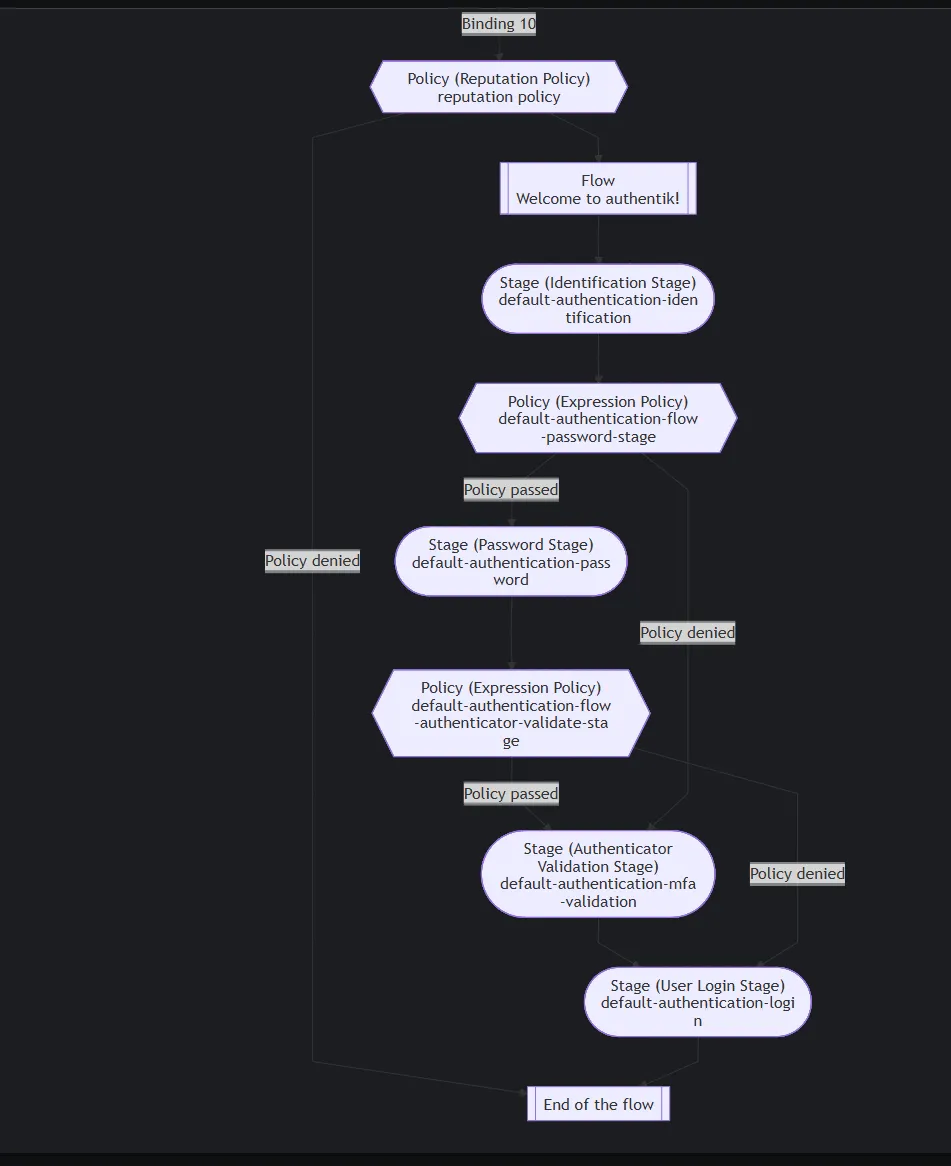 Binding 10
Policy (Reputation Policy)
reputation policy
Flow
Welcome to authentik!
Stage (Identification Stage)
default-authentication-iden
tification
Policy (Expression Policy)
default-authentication-flow
-password-stage
Policy passed
Stage (Password Stage)
default-authentication-pass
word
Policy denied
Policy denied
Policy (Expression Policy)
default-authentication-flow
-authenticator-validate-sta
ge
Policy passed
Stage (Authenticator
Validation Stage)
default-authentication-mfa
-validation
Policy denied
Stage (User Login Stage)
default-authentication-logi
n
End of the flow